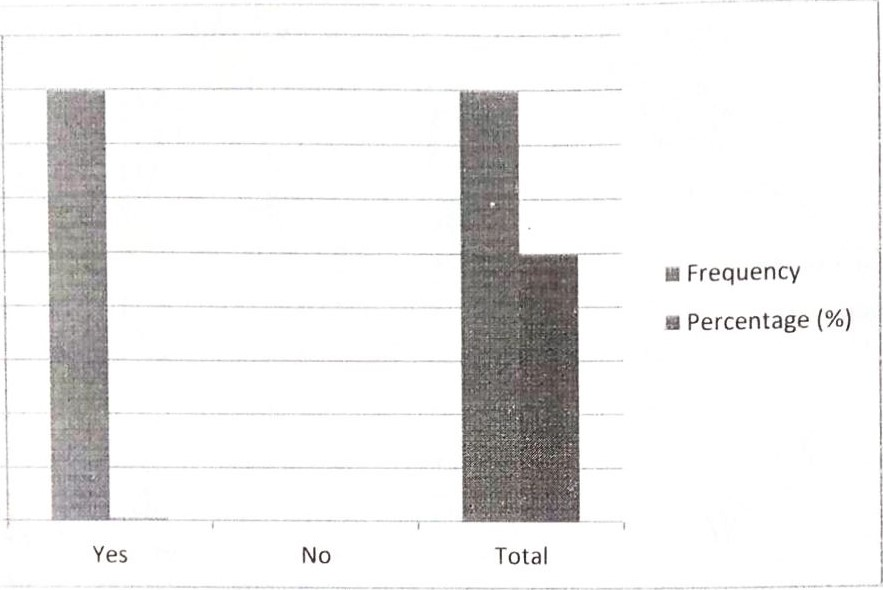 Frequency
Percentage (%)
Yes
No
Total